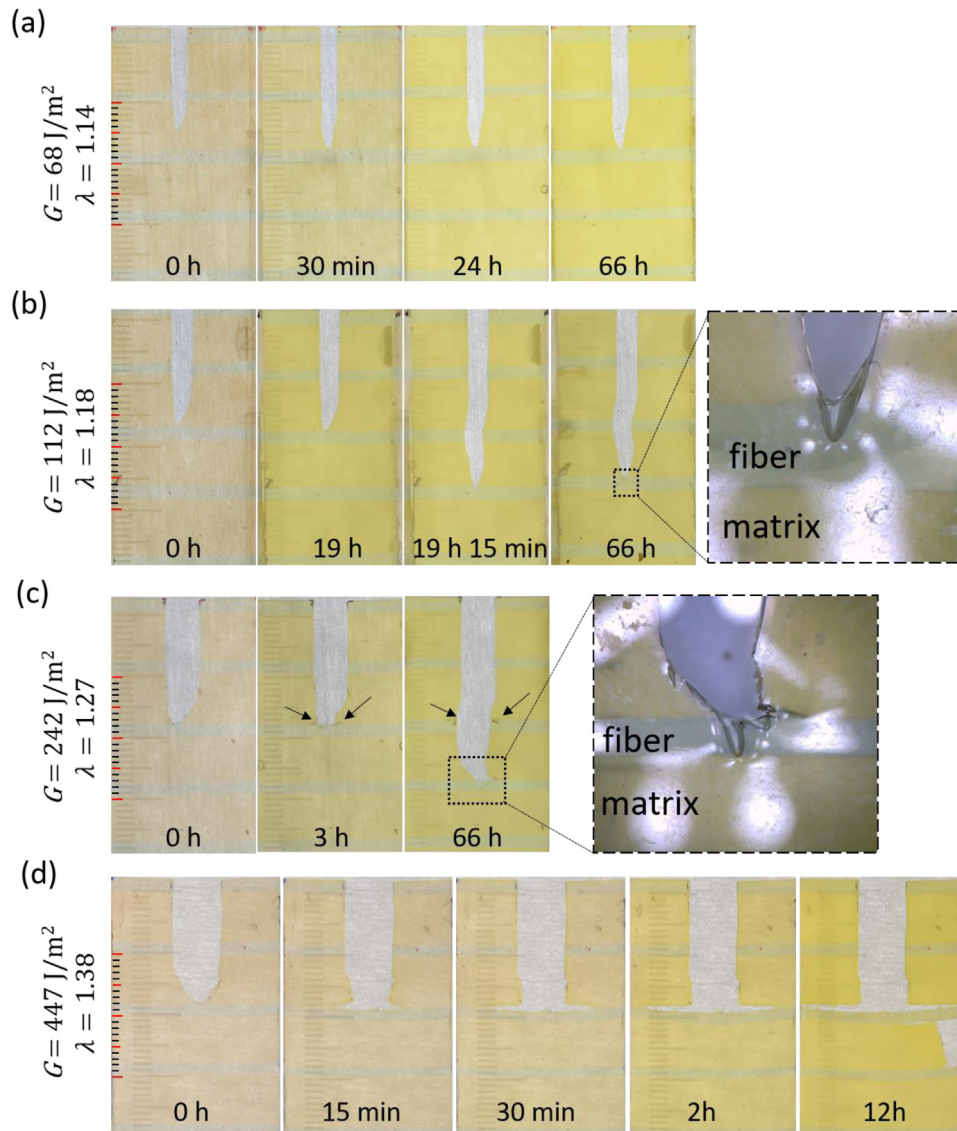 (a)
G= 68 J/m²
λ = 1.14
0 h
30 min
24 h
66 h
(b)
G= 112 J/m²
λ = 1.18
0 h
19 h
19 h 15 min
66 h
fiber
matrix
(c)
G= 242 J/m²
λ = 1.27
0 h
3 h
66 h
fiber
matrix
(d)
G= 447 J/m²
λ = 1.38
0 h
15 min
30 min
2h
12h